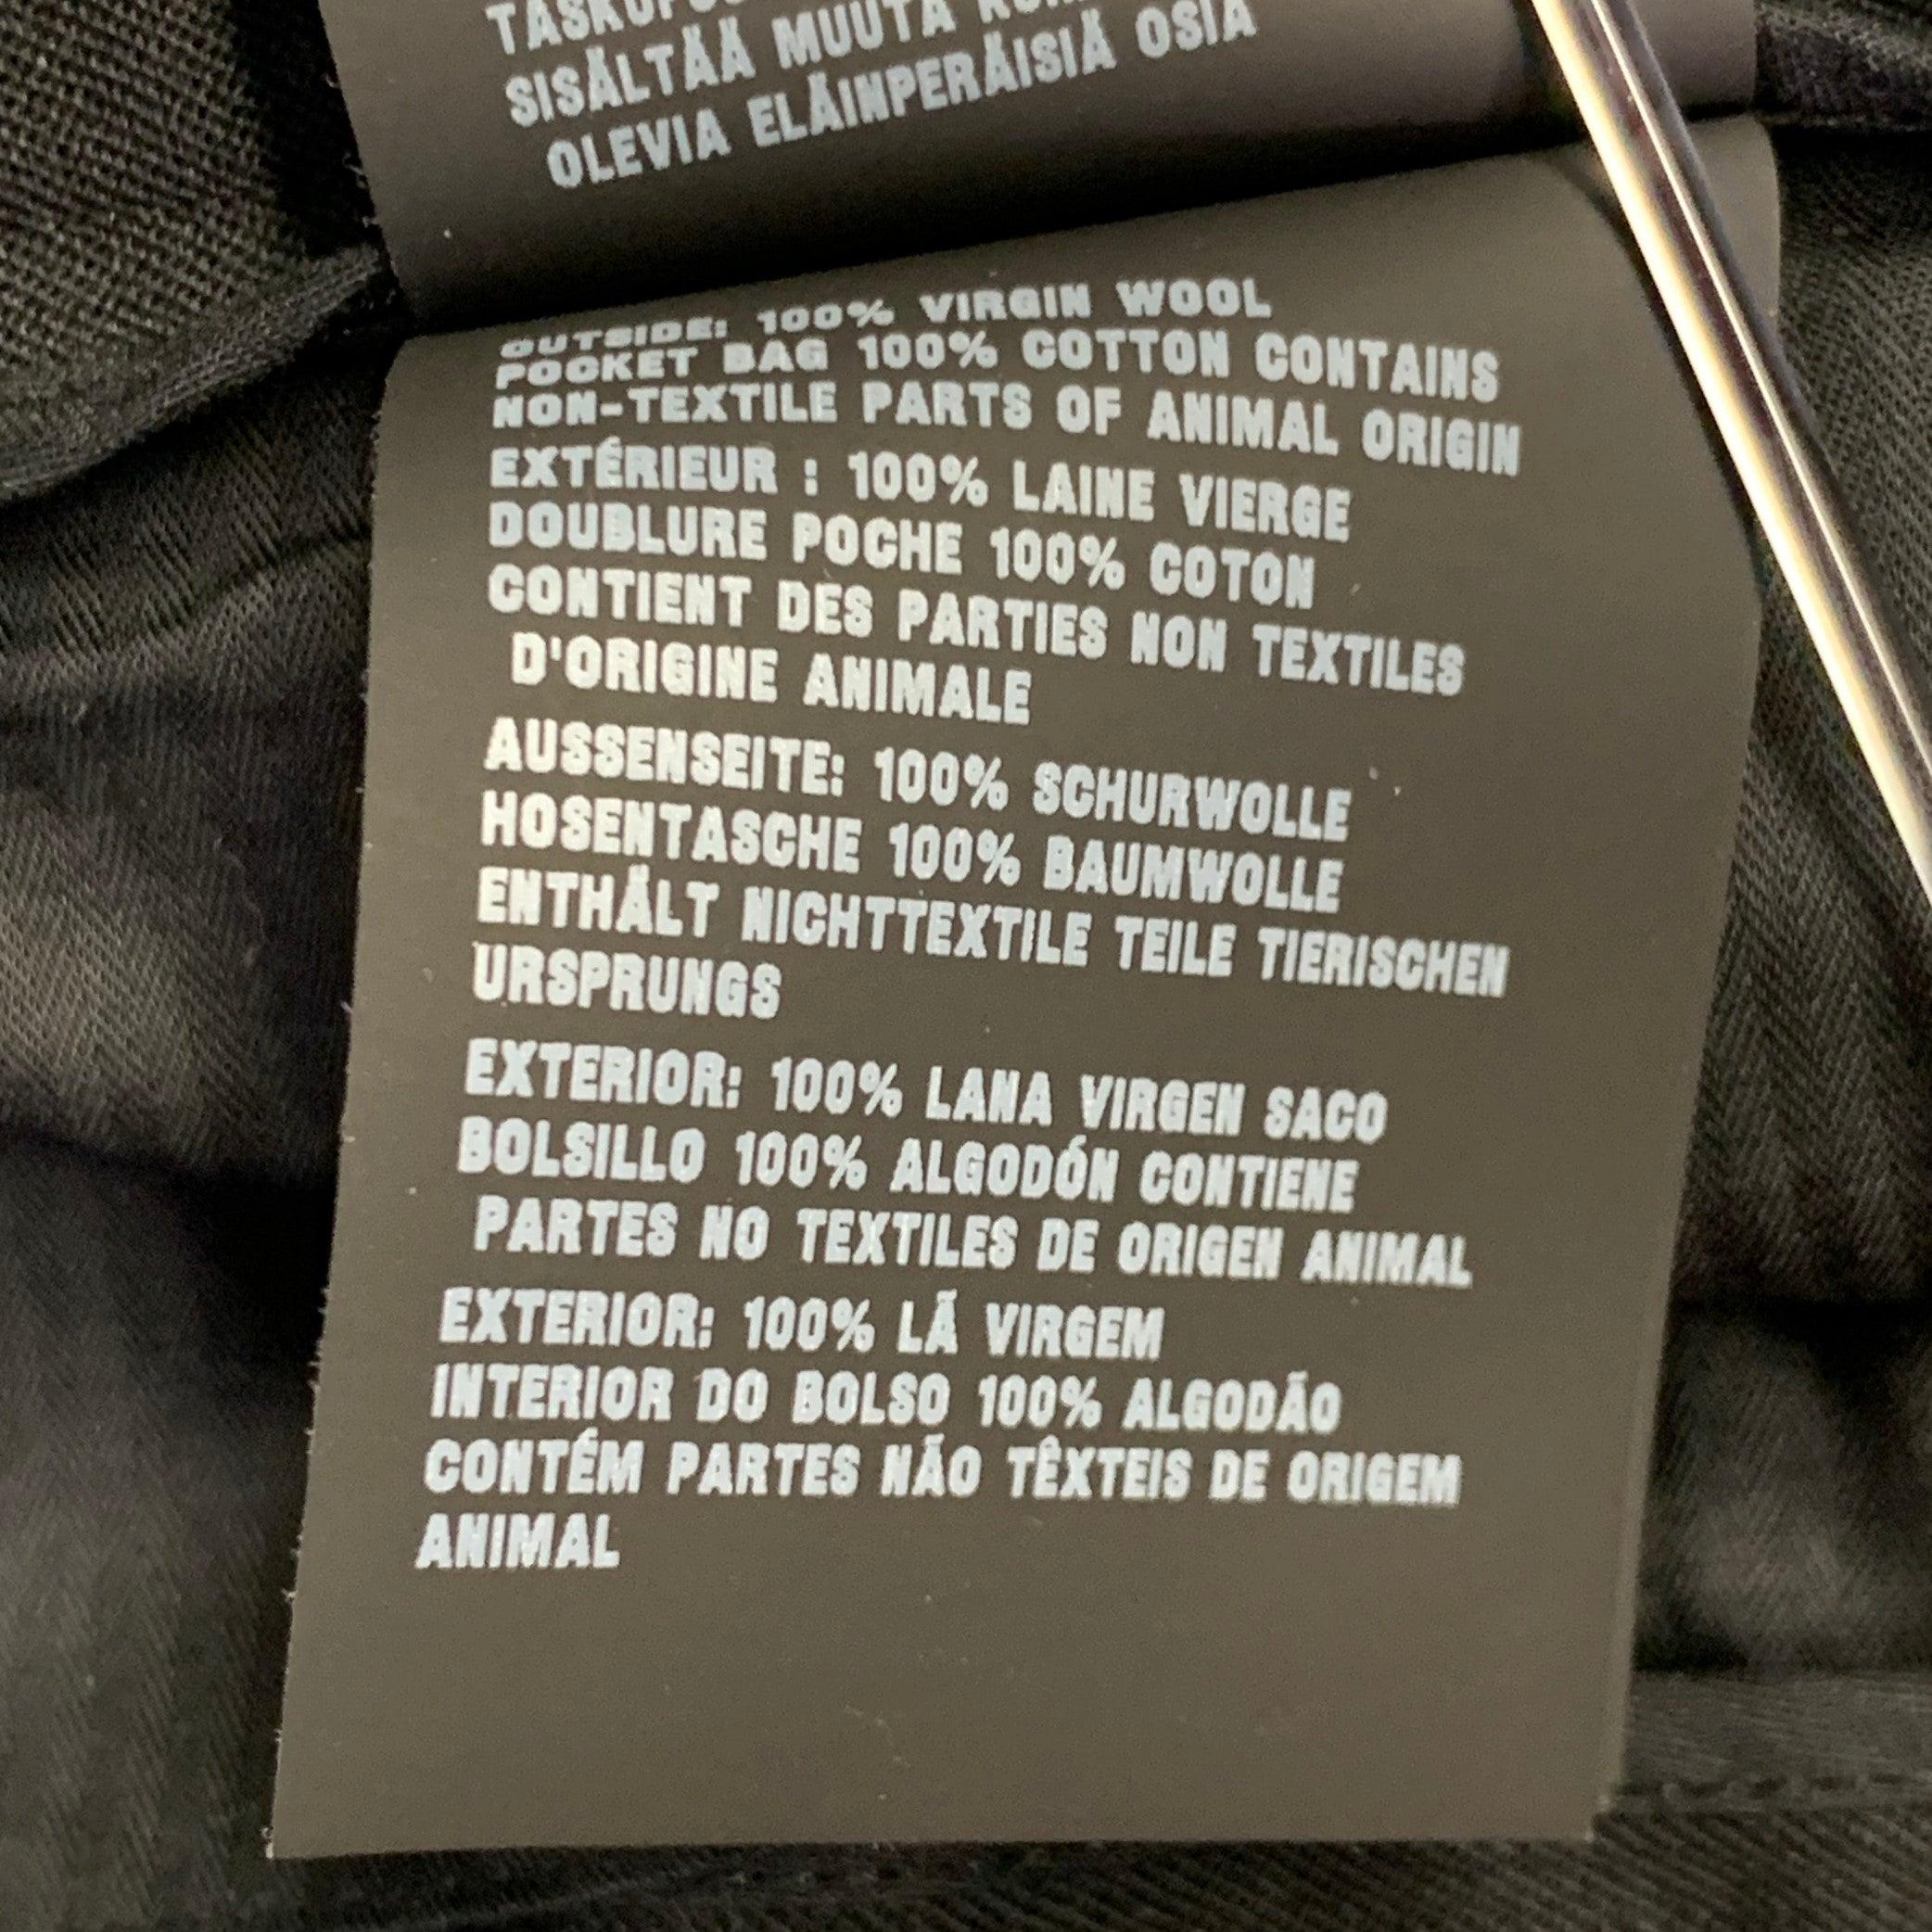 SISÄLTÄÄ MUUTA
OLEVIA ELÄINPERÄISIÄ OSIA
OUTSIDE: 100% VIRGIN WOOL
POCKET BAG 100% COTTON CONTAINS
NON-TEXTILE PARTS OF ANIMAL ORIGIN
EXTÉRIEUR : 100% LAINE VIERGE
DOUBLURE POCHE 100% COTON
CONTIENT DES PARTIES NON TEXTILES
D'ORIGINE ANIMALE
AUSSENSEITE: 100% SCHURWOLLE
HOSENTASCHE 100% BAUMWOLLE
ENTHÄLT NICHTTEXTILE TEILE TIERISCHEN
URSPRUNGS
EXTERIOR: 100% LANA VIRGEN SACO
BOLSILLO 100% ALGODÓN CONTIENE
PARTES NO TEXTILES DE ORIGEN ANIMAL
EXTERIOR: 100% LÃ VIRGEM
INTERIOR DO BOLSO 100% ALGODÃO
CONTÉM PARTES NÃO TÊXTEIS DE ORIGEM
ANIMAL